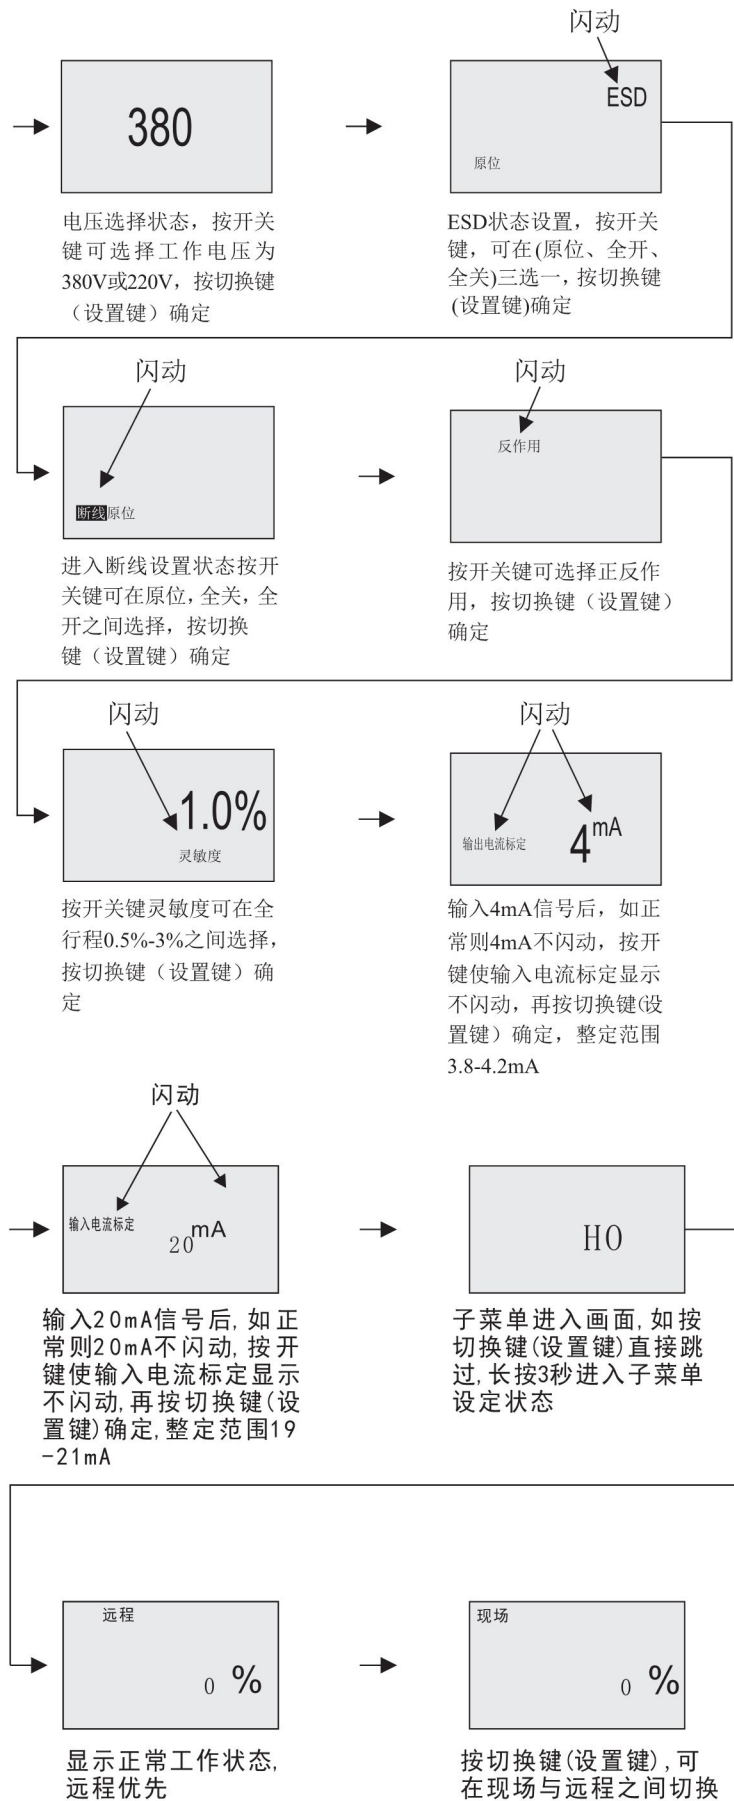 闪动
380
ESD
原位
电压选择状态，按开关
键可选择工作电压为
380V或220V，按切换键
（设置键）确定
ESD状态设置，按开关
键，可在(原位、全开、
全关)三选一，按切换键
(设置键)确定
闪动
断线原位
进入断线设置状态按开
关键可在原位，全关，全
开之间选择，按切换
键（设置键）确定
闪动
反作用
按开关键可选择正反作
用，按切换键（设置键）
确定
闪动
1.0%
灵敏度
按开关键灵敏度可在全
行程0.5%-3%之间选择，
按切换键（设置键）确
定
闪动
输出电流标定
4mA
输入4mA信号后，如正
常则4mA不闪动，按开
键使输入电流标定显示
不闪动，再按切换键(设
置键）确定，整定范围
3.8-4.2mA
闪动
输入电流标定
20mA
输入20mA信号后,如正
常则20mA不闪动,按开
键使输入电流标定显示
不闪动,再按切换键(设
置键)确定,整定范围19
-21mA
HO
子菜单进入画面,如按
切换键(设置键)直接跳
过,长按3秒进入子菜单
设定状态
远程
0 %
显示正常工作状态,
远程优先
现场
0 %
按切换键(设置键),可
在现场与远程之间切换